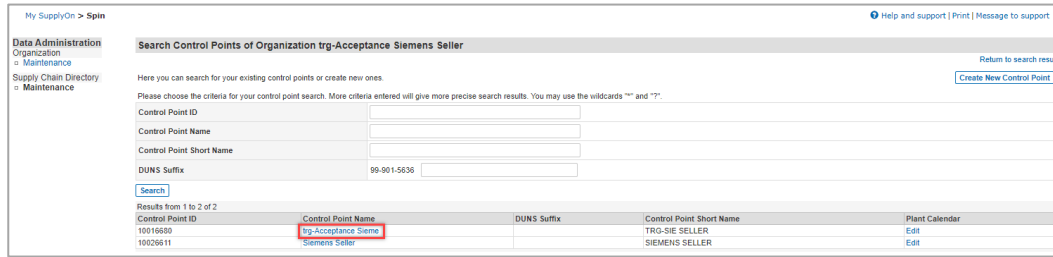 My SupplyOn > Spin
Help and support | Print | Message to support
Data Administration
Organization
Maintenance
Supply Chain Directory
Maintenance
Search Control Points of Organization trg-Acceptance Siemens Seller
Return to search resu
Here you can search for your existing control points or create new ones.
Create New Control Point
Please choose the criteria for your control point search. More criteria entered will give more precise search results. You may use the wildcards "*" and "?".
Control Point ID
Control Point Name
Control Point Short Name
DUNS Suffix 99-901-5636
Search
Results from 1 to 2 of 2
Control Point ID Control Point Name DUNS Suffix Control Point Short Name Plant Calendar
10016680 trg-Acceptance Sieme TRG-SIE SELLER Edit
10026611 Siemens Seller SIEMENS SELLER Edit